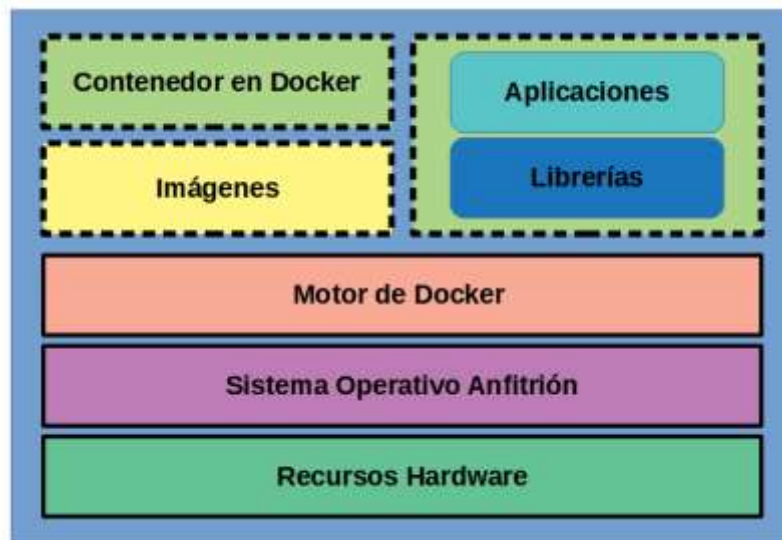 Contenedor en Docker
Imágenes
Aplicaciones
Librerías
Motor de Docker
Sistema Operativo Anfitrión
Recursos Hardware